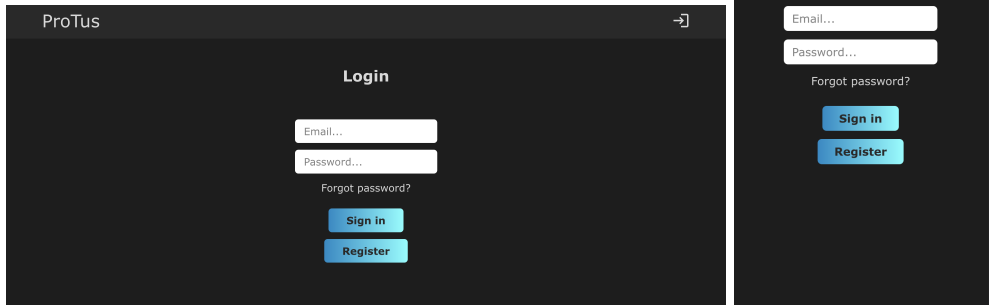 ProTus
Login
Email...
Password...
Forgot password?
Sign in
Register
Email...
Password...
Forgot password?
Sign in
Register